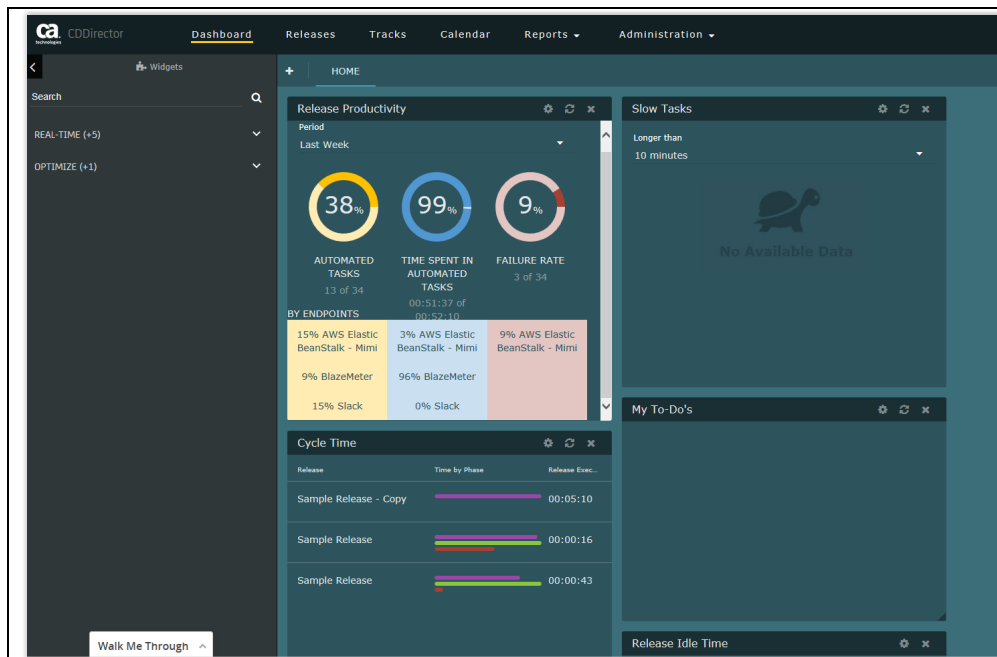 ca
technologies
CDDirector
Dashboard
Releases
Tracks
Calendar
Reports
Administration
Widgets
Search
REAL-TIME (+5)
OPTIMIZE (+1)
Walk Me Through
+
HOME
Release Productivity
Period
Last Week
38%
99%
9%
AUTOMATED
TASKS
13 of 34
TIME SPENT IN
AUTOMATED
TASKS
00:51:37 of
00:52:10
FAILURE RATE
3 of 34
BY ENDPOINTS
15% AWS Elastic
BeanStalk - Mimi
9% BlazeMeter
15% Slack
3% AWS Elastic
BeanStalk - Mimi
96% BlazeMeter
0% Slack
9% AWS Elastic
BeanStalk - Mimi
Cycle Time
Release
Time by Phase
Release Exec...
Sample Release - Copy
00:05:10
Sample Release
00:00:16
Sample Release
00:00:43
Slow Tasks
Longer than
10 minutes
No Available Data
My To-Do's
Release Idle Time